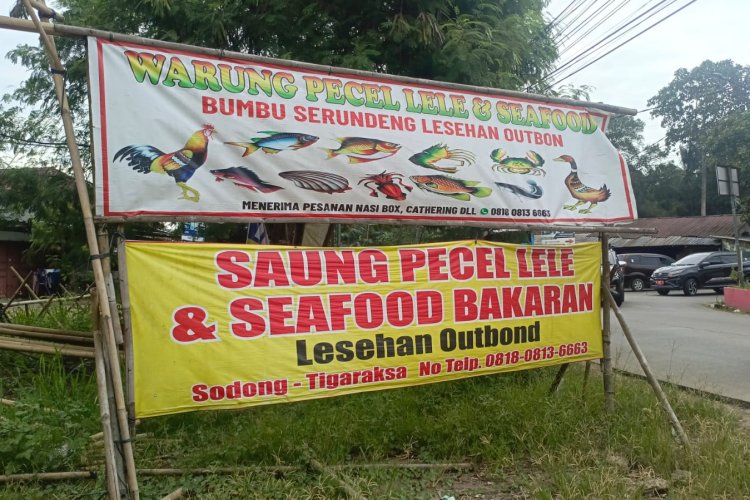 WARUNG PECEL LELE & SEAFOOD
BUMBU SERUNDENG LESEHAN OUTBON
MENERIMA PESANAN NASI BOX, CATHERING DLL 0818 0813 6663
SAUNG PECEL LELE
& SEAFOOD BAKARAN
Lesehan Outbond
Sodong - Tigaraksa No Telp. 0818-0813-6663